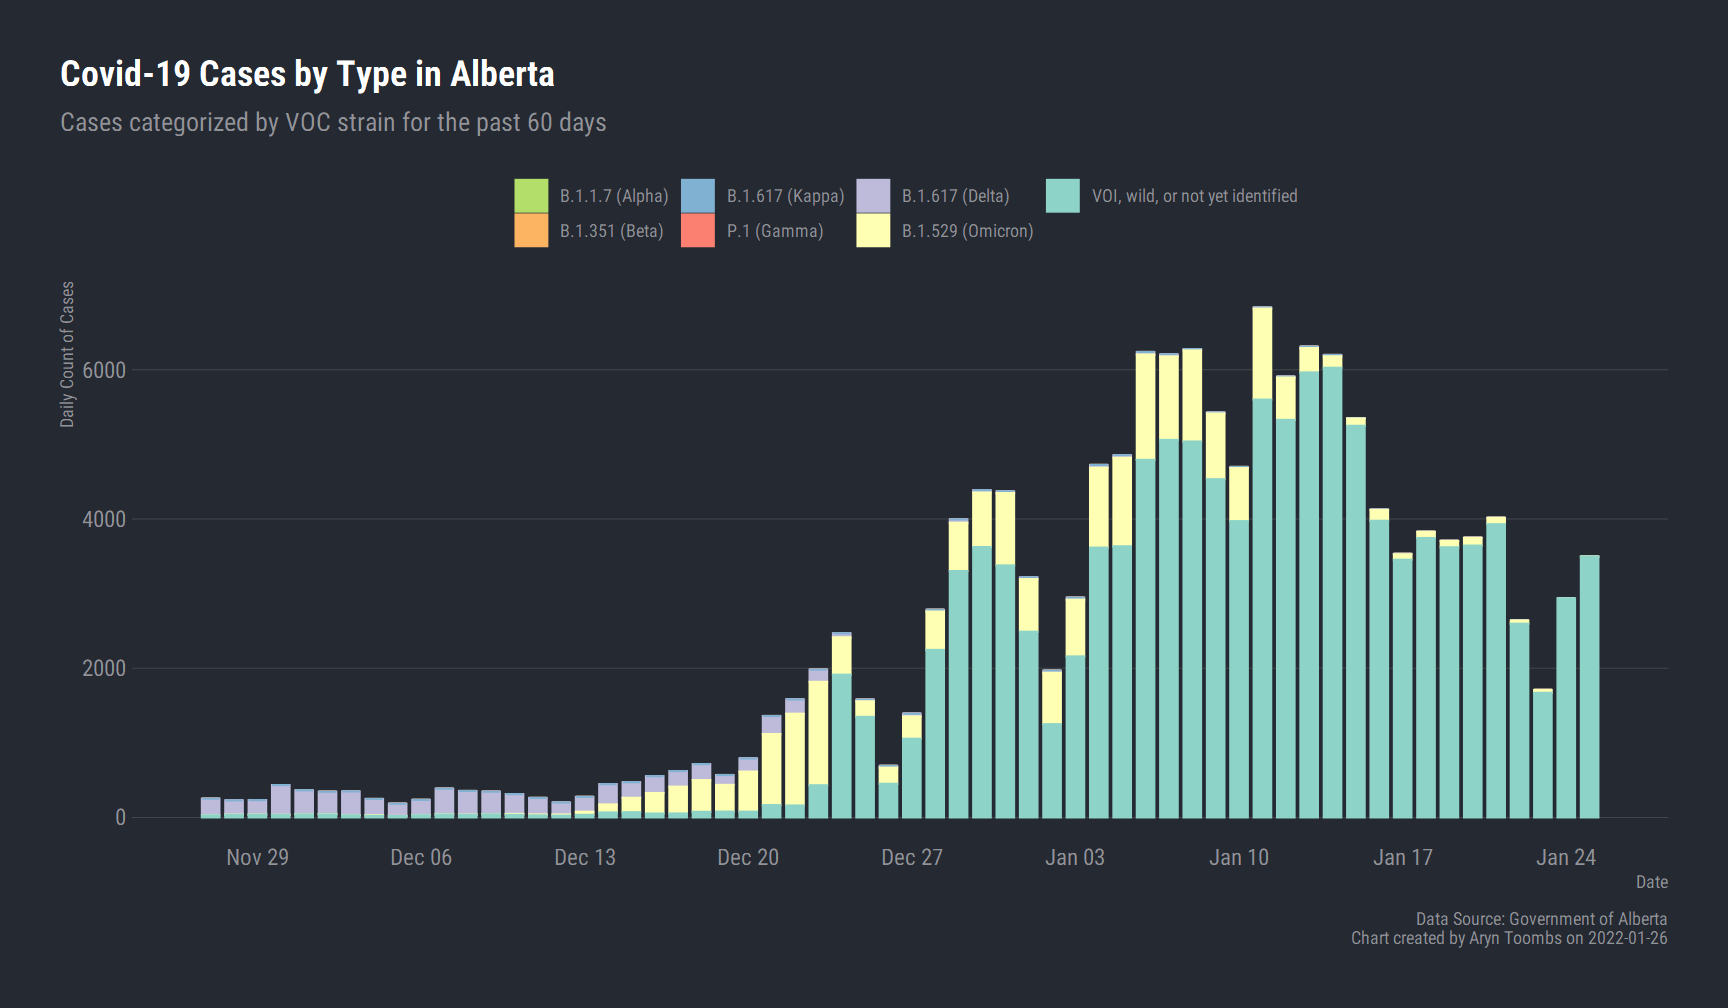 Covid-19 Cases by Type in Alberta
Cases categorized by VOC strain for the past 60 days
B.1.1.7 (Alpha) B.1.617 (Kappa) B.1.617 (Delta) VOI, wild, or not yet identified
B.1.351 (Beta) P.1 (Gamma) B.1.529 (Omicron)
Daily Count of Cases
6000
4000
2000
0
Nov 29 Dec 06 Dec 13 Dec 20 Dec 27 Jan 03 Jan 10 Jan 17 Jan 24
Date
Data Source: Government of Alberta
Chart created by Aryn Toombs on 2022-01-26